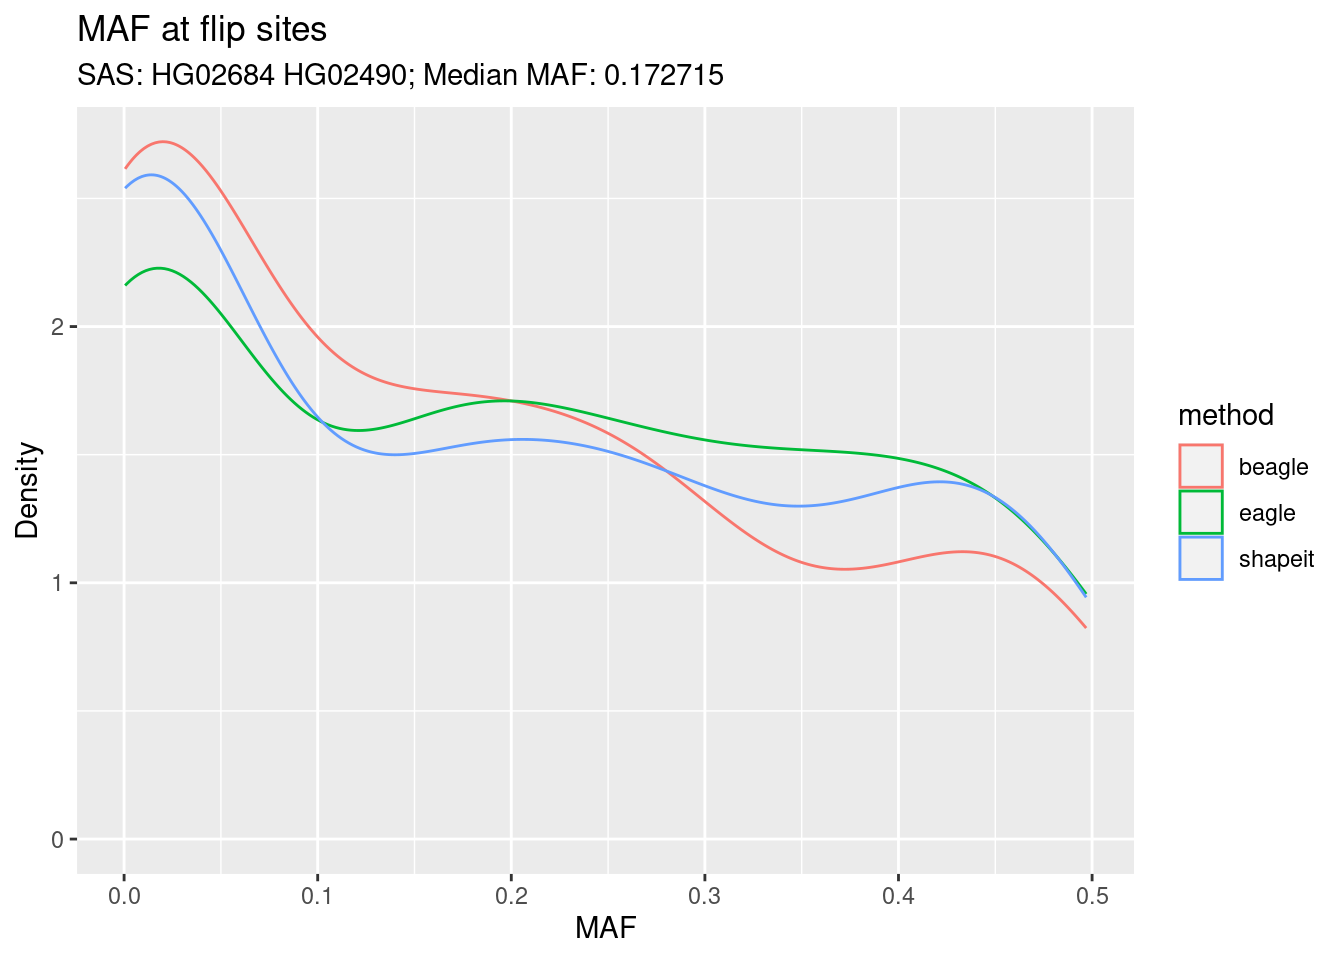 MAF at flip sites
SAS: HG02684 HG02490; Median MAF: 0.172715
Density
2
1
0
0.0 0.1 0.2 0.3 0.4 0.5
MAF
method
beagle
eagle
shapeit